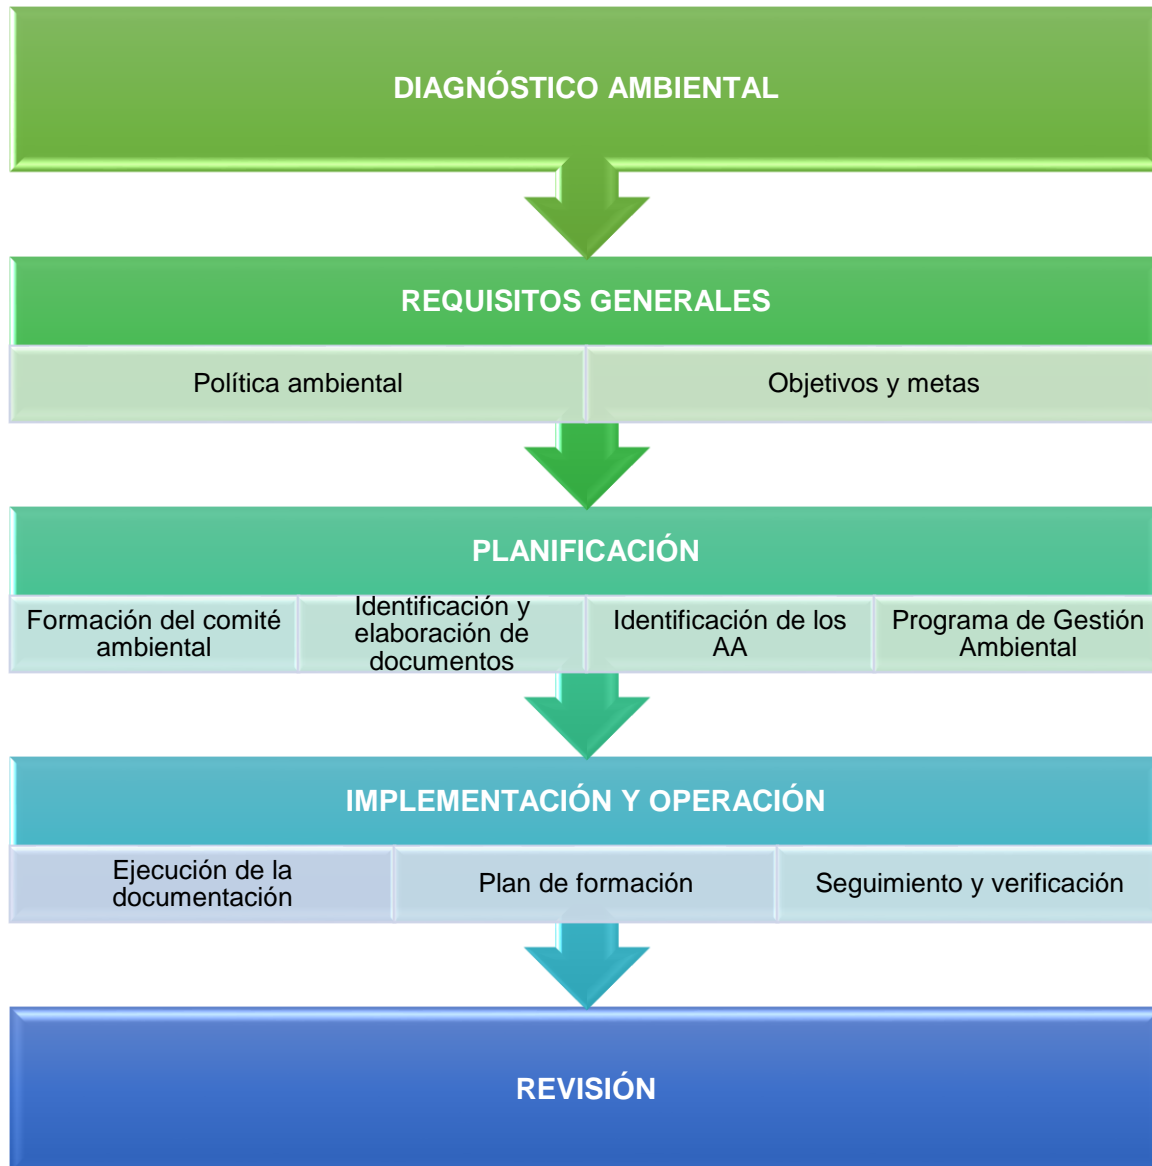 DIAGNÓSTICO AMBIENTAL
REQUISITOS GENERALES
Política ambiental
Objetivos y metas
PLANIFICACIÓN
Formación del comité
ambiental
Identificación y
elaboración de
documentos
Identificación de los
AA
Programa de Gestión
Ambiental
IMPLEMENTACIÓN Y OPERACIÓN
Ejecución de la
documentación
Plan de formación
Seguimiento y verificación
REVISIÓN